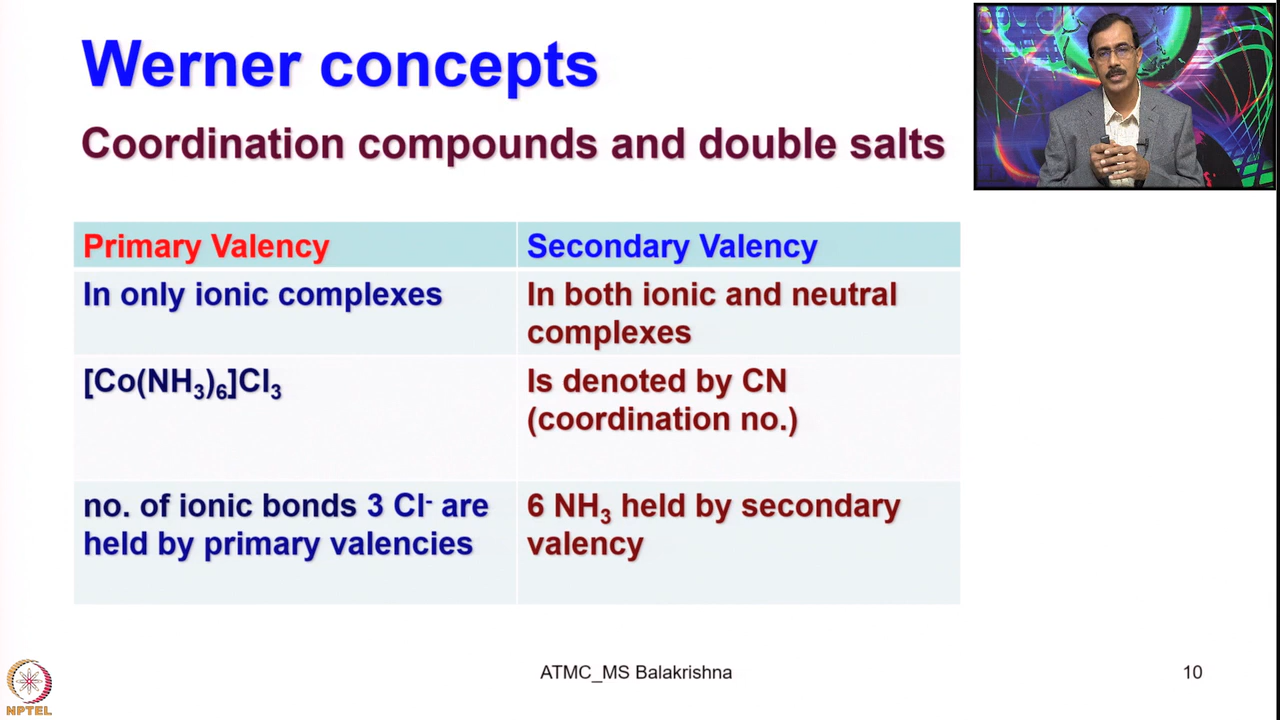 Werner concepts
Coordination compounds and double salts
Primary Valency
Secondary Valency
In only ionic complexes
In both ionic and neutral
complexes
[Co(NH₃)₆]Cl₃
Is denoted by CN
(coordination no.)
no. of ionic bonds 3 Cl⁻ are
held by primary valencies
6 NH₃ held by secondary
valency
NPTEL
ATMC_MS Balakrishna
10